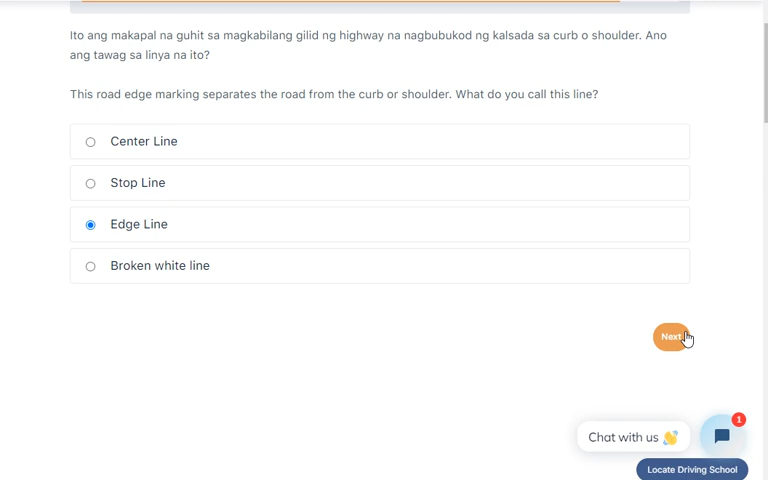 Ito ang makapal na guhit sa magkabilang gilid ng highway na nagbubukod ng kalsada sa curb o shoulder. Ano
ang tawag sa linya na ito?
This road edge marking separates the road from the curb or shoulder. What do you call this line?
Center Line
Stop Line
Edge Line
Broken white line
Next
1
Chat with us 👋
Locate Driving School